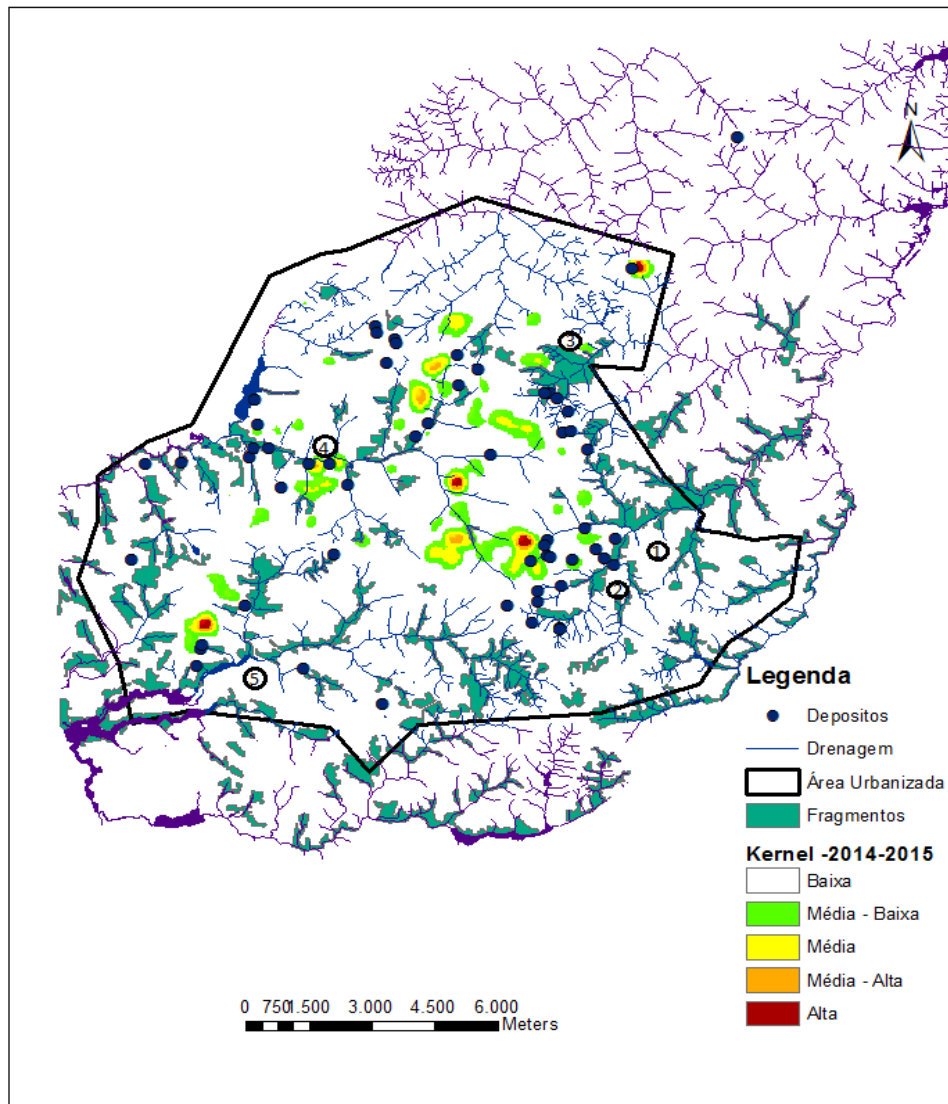 N
3
4
1
2
5
Legenda
Depositos
Drenagem
Área Urbanizada
Fragmentos
Kernel -2014-2015
Baixa
Média - Baixa
Média
Média - Alta
Alta
0 750 1.500 3.000 4.500 6.000
Meters